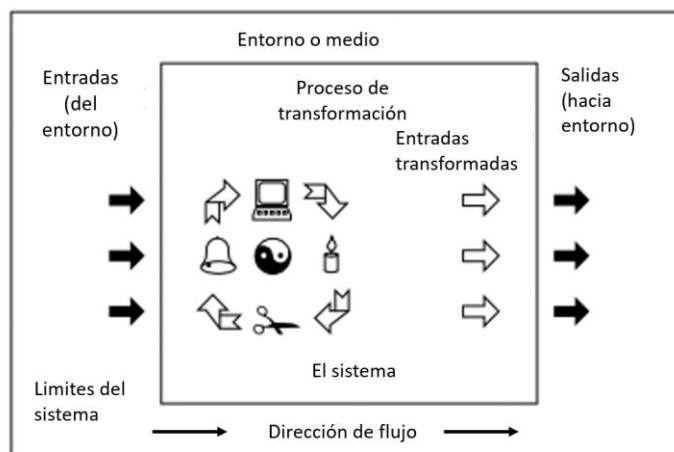 Entorno o medio
Entradas
(del
entorno)
Proceso de
transformación
Entradas
transformadas
Salidas
(hacia
entorno)
El sistema
Limites del
sistema
Dirección de flujo